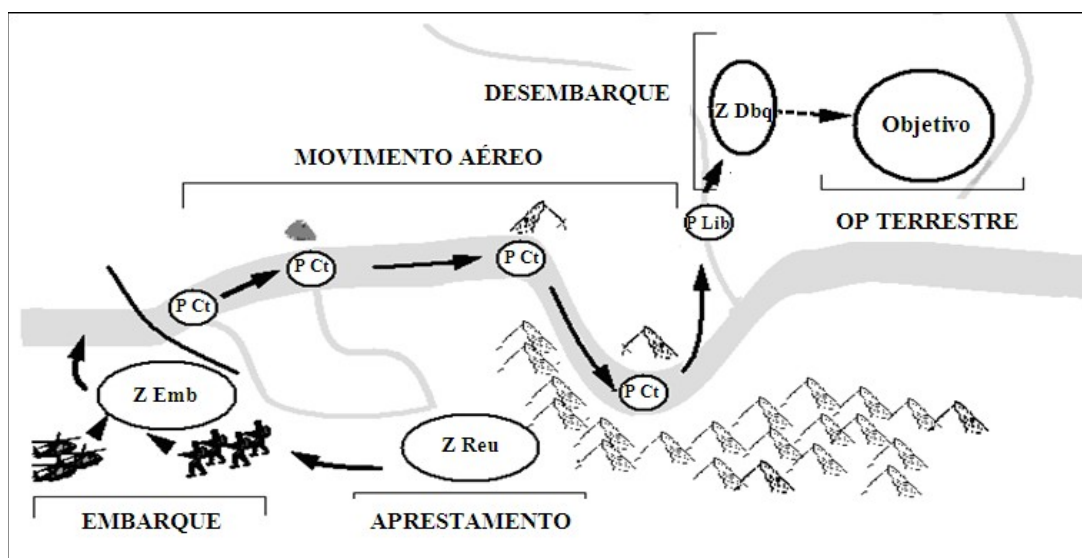 DESEMBARQUE
Z Dbq
Objetivo
MOVIMENTO AÉREO
P Lib
OP TERRESTRE
P Ct
P Ct
P Ct
P Ct
Z Emb
Z Reu
EMBARQUE
APRESTAMENTO